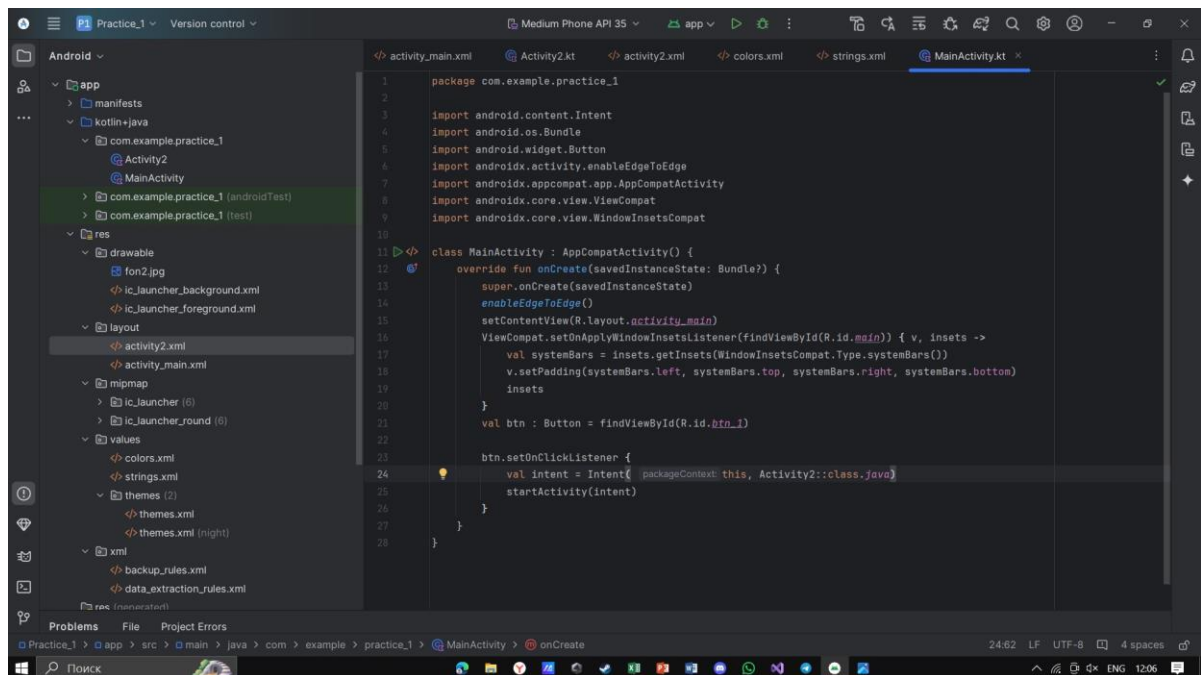 P1 Practice_1 Version control Medium Phone API 35 app
Android
activity_main.xml Activity2.kt activity2.xml colors.xml strings.xml MainActivity.kt
app
manifests
kotlin+java
com.example.practice_1
Activity2
MainActivity
com.example.practice_1 (androidTest)
com.example.practice_1 (test)
res
drawable
fon2.jpg
ic_launcher_background.xml
ic_launcher_foreground.xml
layout
activity2.xml
activity_main.xml
mipmap
ic_launcher (6)
ic_launcher_round (6)
values
colors.xml
strings.xml
themes (2)
themes.xml
themes.xml (night)
xml
backup_rules.xml
data_extraction_rules.xml
res (generated)
1 package com.example.practice_1
2
3 import android.content.Intent
4 import android.os.Bundle
5 import android.widget.Button
6 import androidx.activity.enableEdgeToEdge
7 import androidx.appcompat.app.AppCompatActivity
8 import androidx.core.view.ViewCompat
9 import androidx.core.view.WindowInsetsCompat
10
11 class MainActivity : AppCompatActivity() {
12 override fun onCreate(savedInstanceState: Bundle?) {
13 super.onCreate(savedInstanceState)
14 enableEdgeToEdge()
15 setContentView(R.layout.activity_main)
16 ViewCompat.setOnApplyWindowInsetsListener(findViewById(R.id.main)) { v, insets ->
17 val systemBars = insets.getInsets(WindowInsetsCompat.Type.systemBars())
18 v.setPadding(systemBars.left, systemBars.top, systemBars.right, systemBars.bottom)
19 insets
20 }
21 val btn : Button = findViewById(R.id.btn_1)
22
23 btn.setOnClickListener {
24 val intent = Intent( packageContext: this, Activity2::class.java)
25 startActivity(intent)
26 }
27 }
28 }
Problems File Project Errors
Practice_1 > app > src > main > java > com > example > practice_1 > MainActivity > onCreate 24:62 LF UTF-8 4 spaces
Поиск ENG 12:06